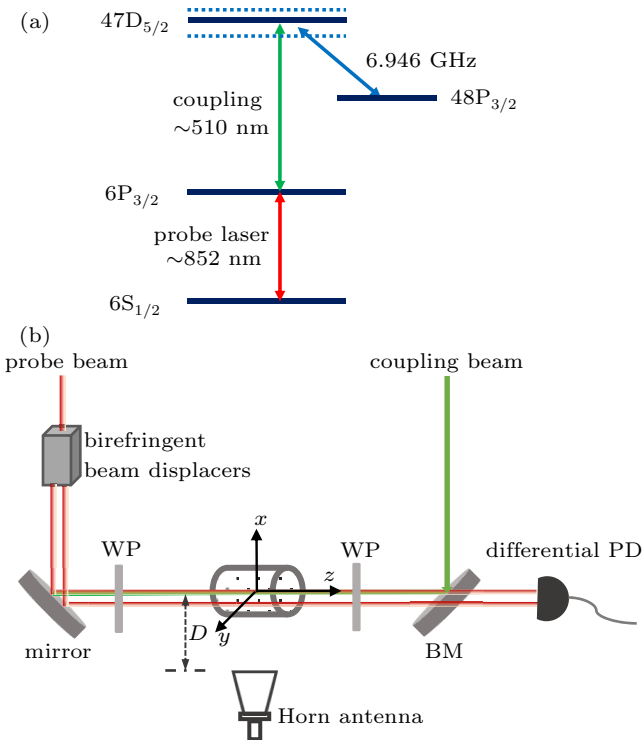 (a)
47D5/2
6.946 GHz
coupling
~510 nm
48P3/2
6P3/2
probe laser
~852 nm
6S1/2
(b)
probe beam
coupling beam
birefringent
beam displacers
WP
x
WP
differential PD
z
D
y
mirror
BM
Horn antenna